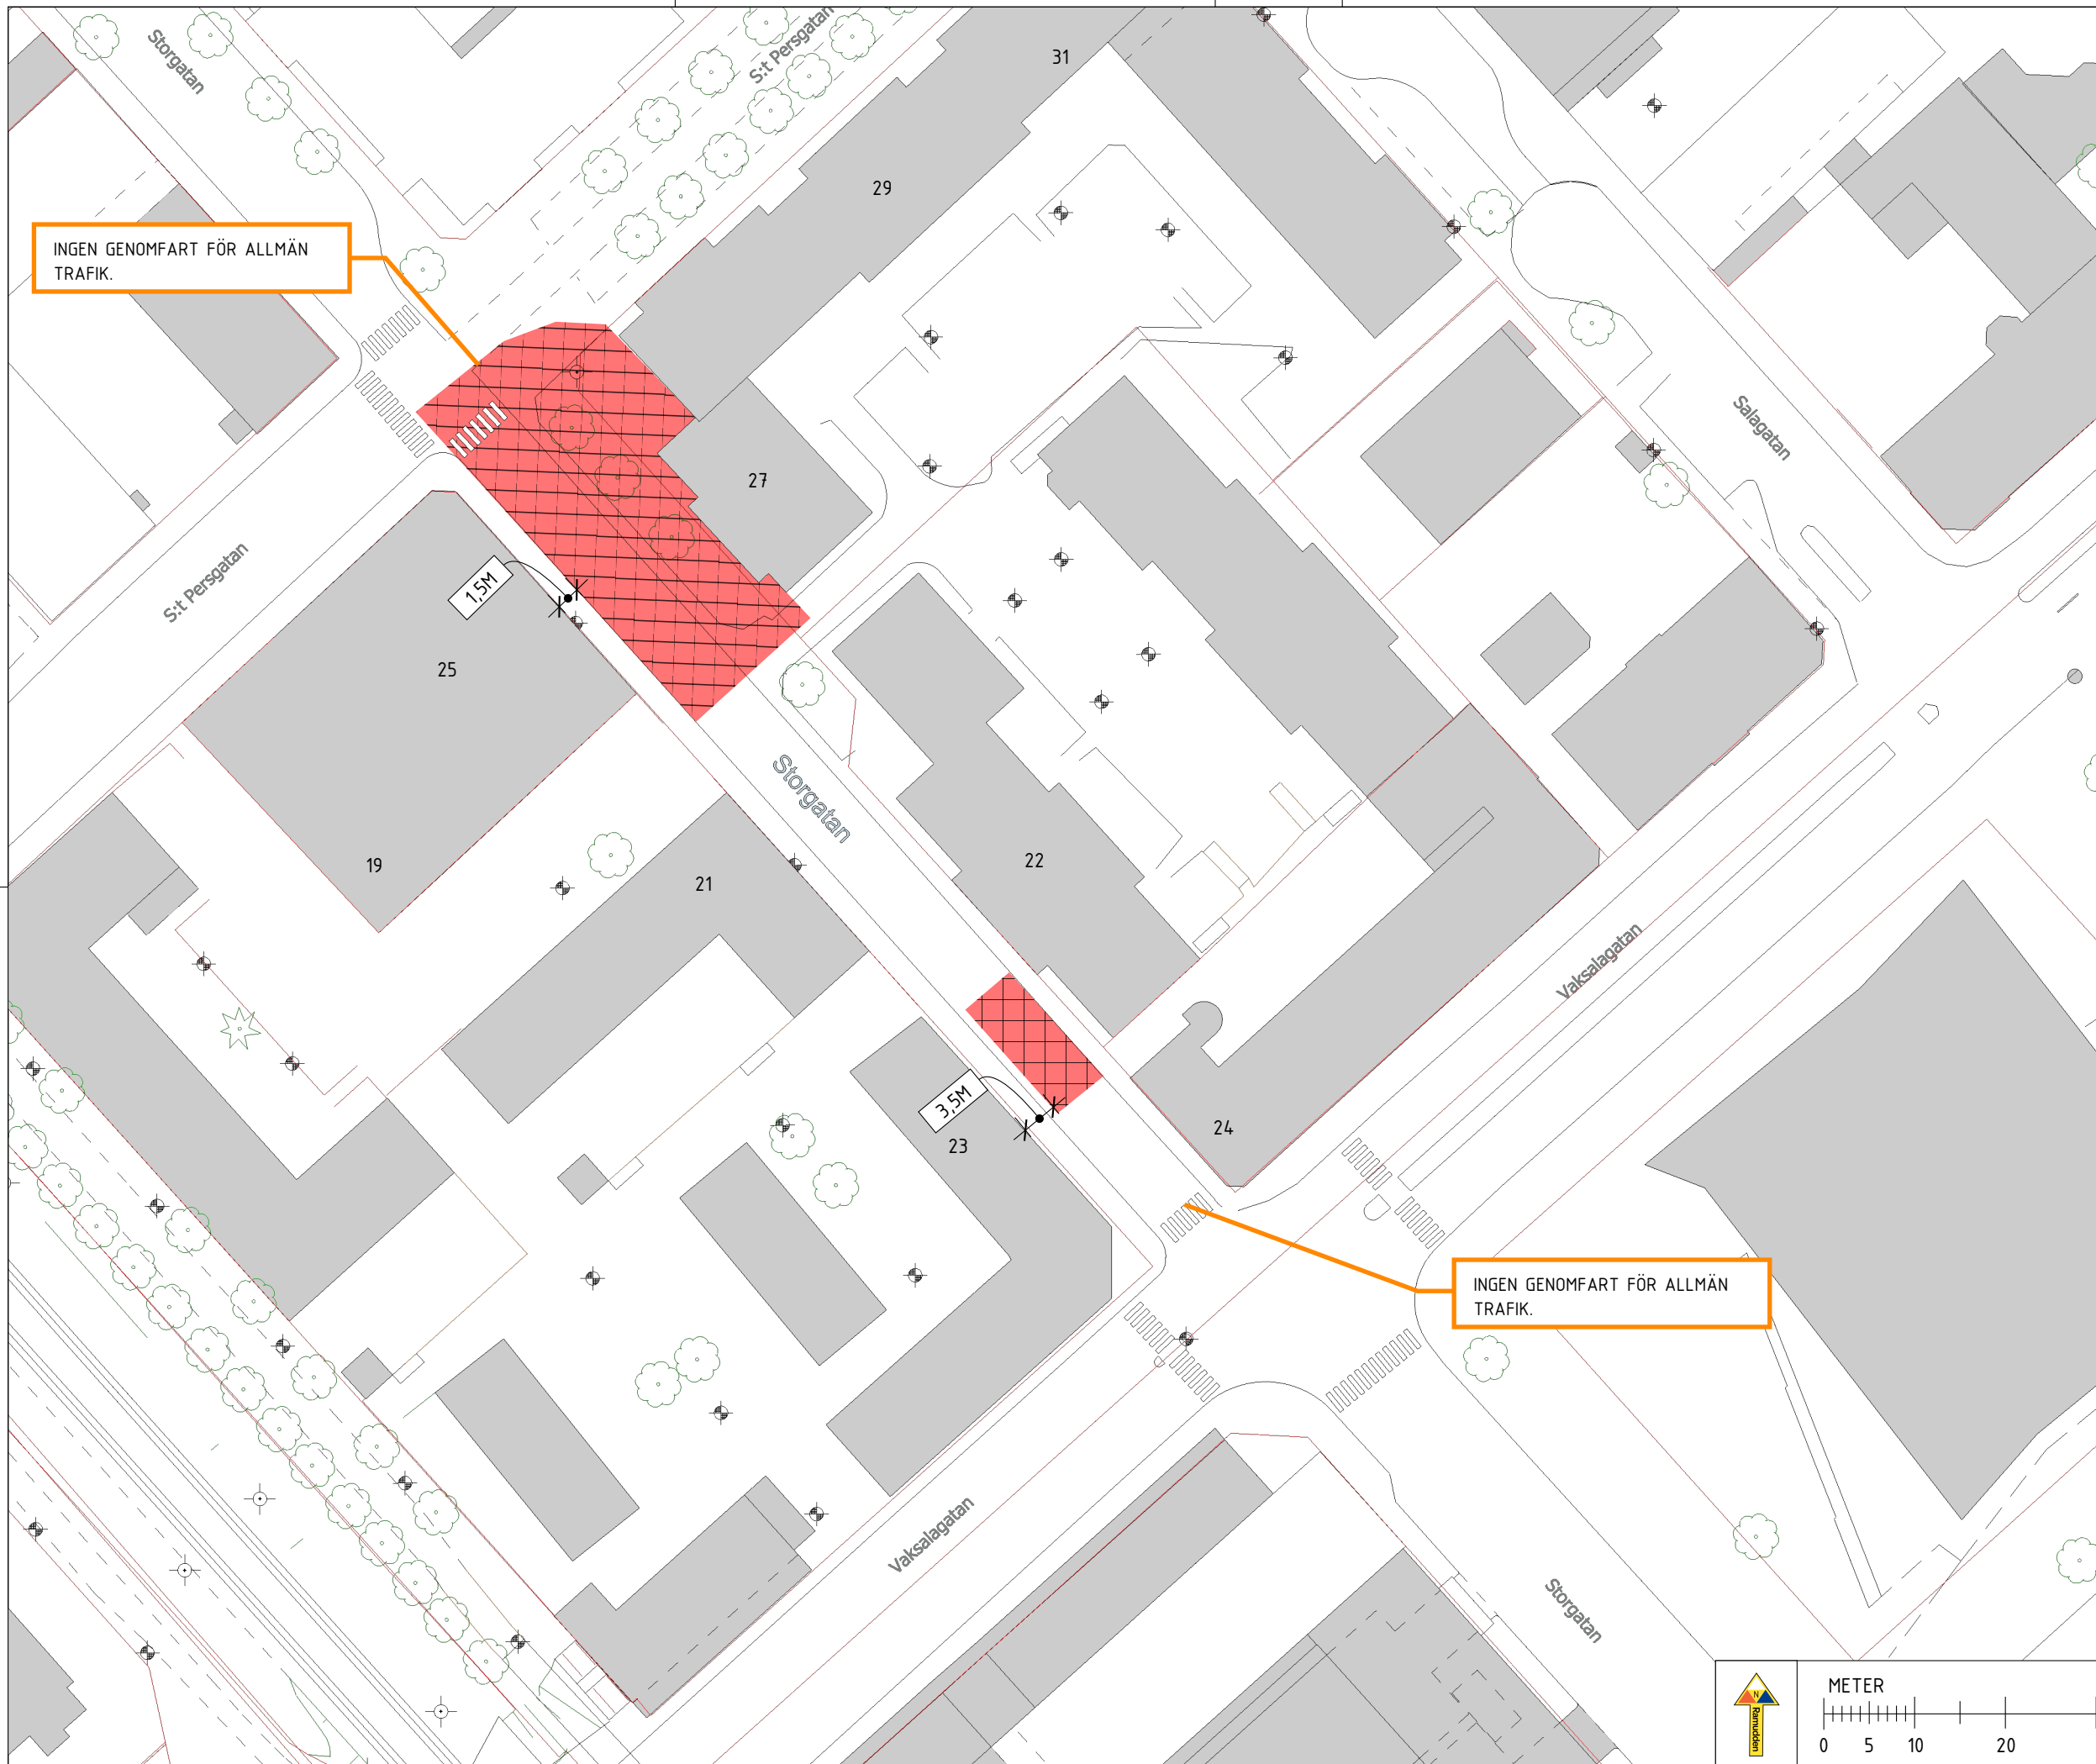 Storgatan
S:t Persgatan
31
29
INGEN GENOMFART FÖR ALLMÄN
TRAFIK.
Salagatan
27
S:t Persgatan
1,5M
25
Storgatan
19
21
22
Vaksalagatan
3,5M
23
24
INGEN GENOMFART FÖR ALLMÄN
TRAFIK.
Vaksalagatan
Storgatan
N
Ramudden
METER
0 5 10 20